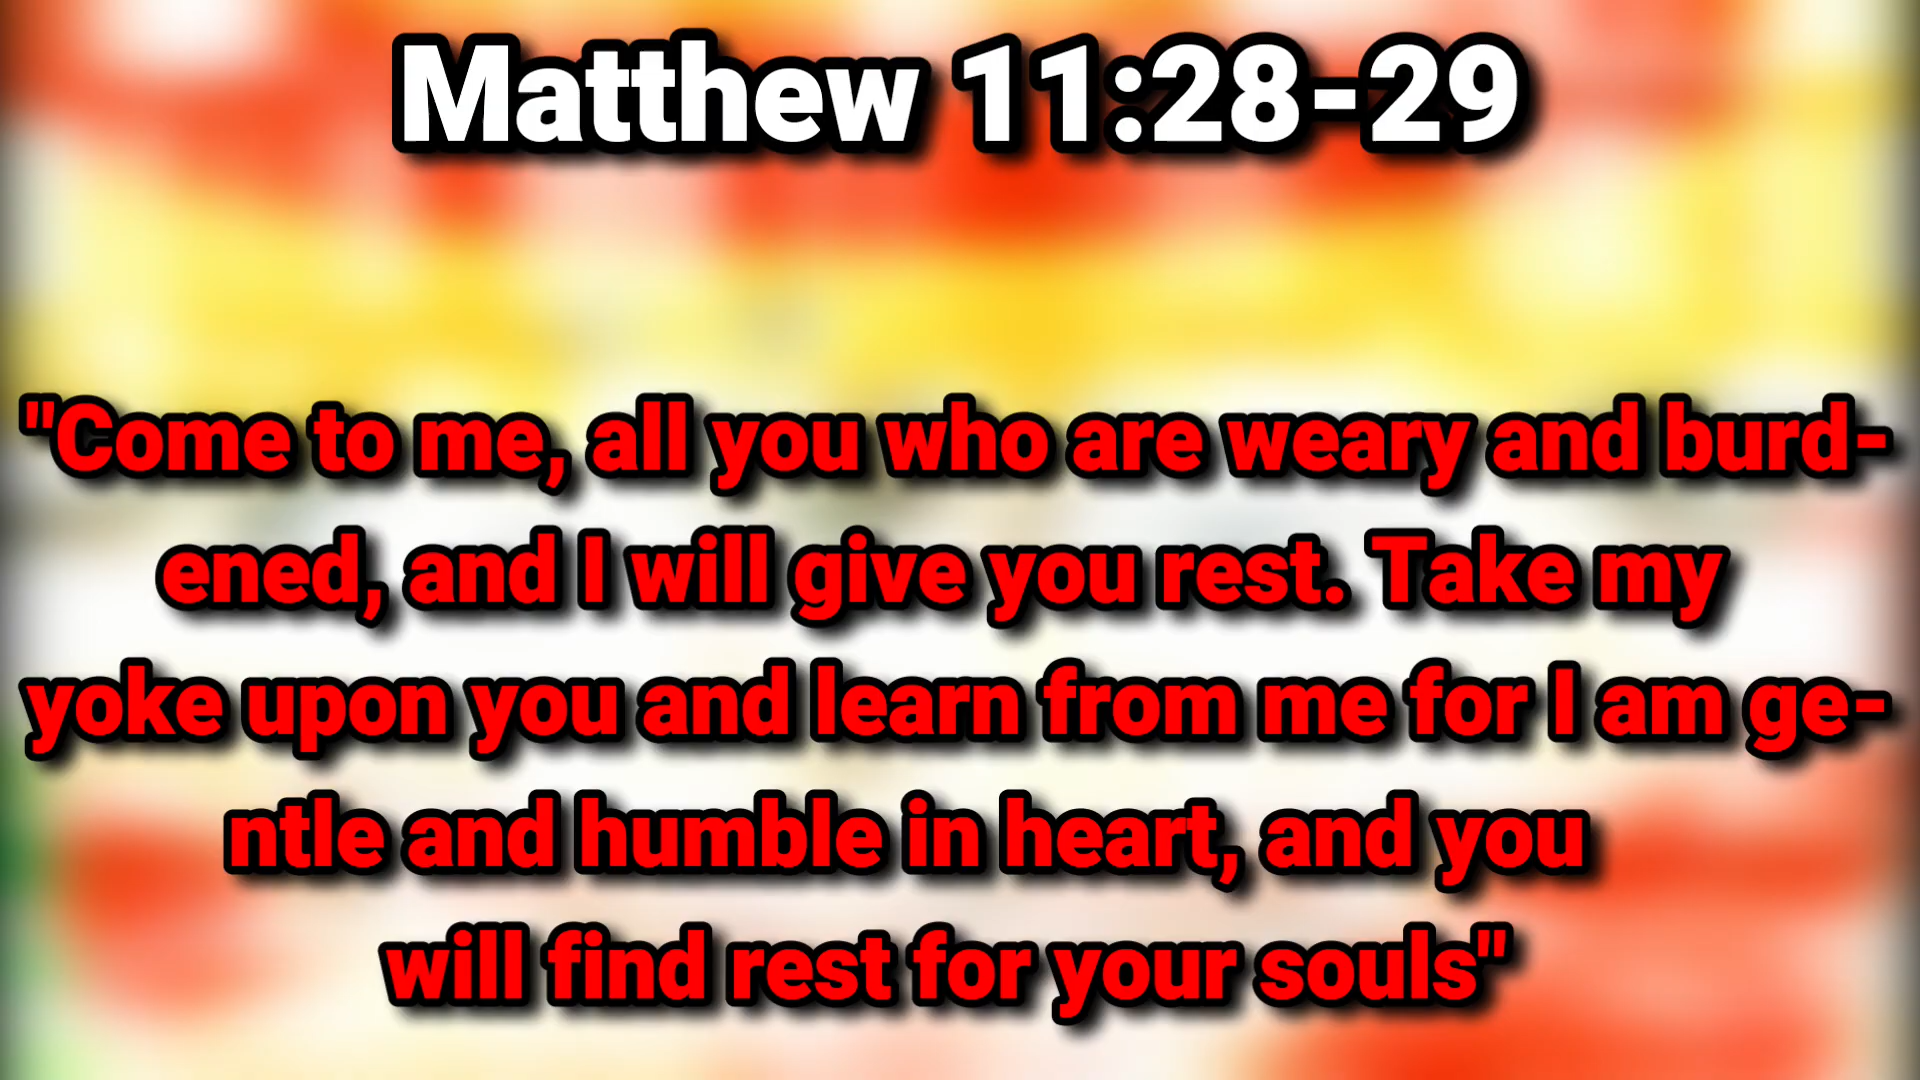 Matthew 11:28-29
"Come to me, all you who are weary and burd-
ened, and I will give you rest. Take my
yoke upon you and learn from me for I am ge-
ntle and humble in heart, and you
will find rest for your souls"